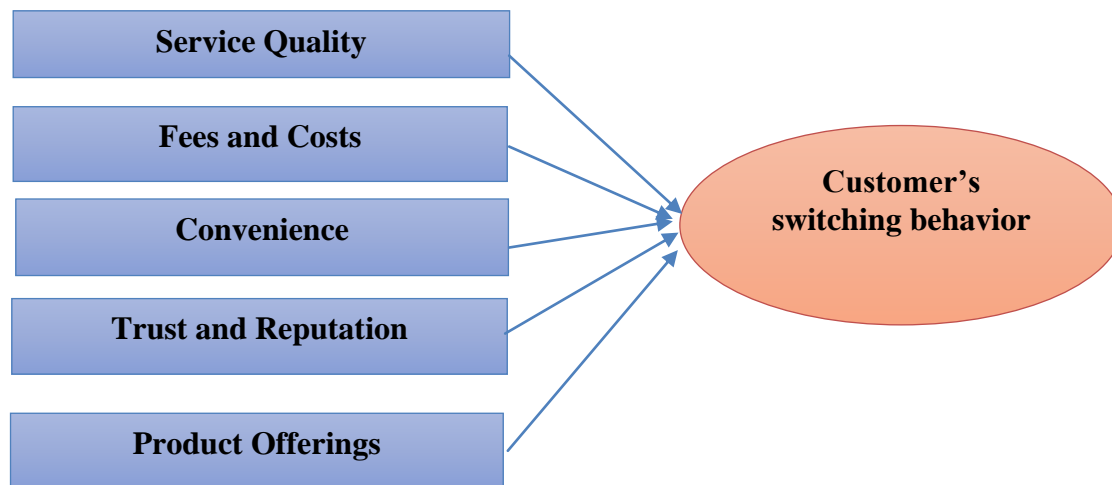 Service Quality
Fees and Costs
Convenience
Trust and Reputation
Product Offerings
Customer’s
switching behavior